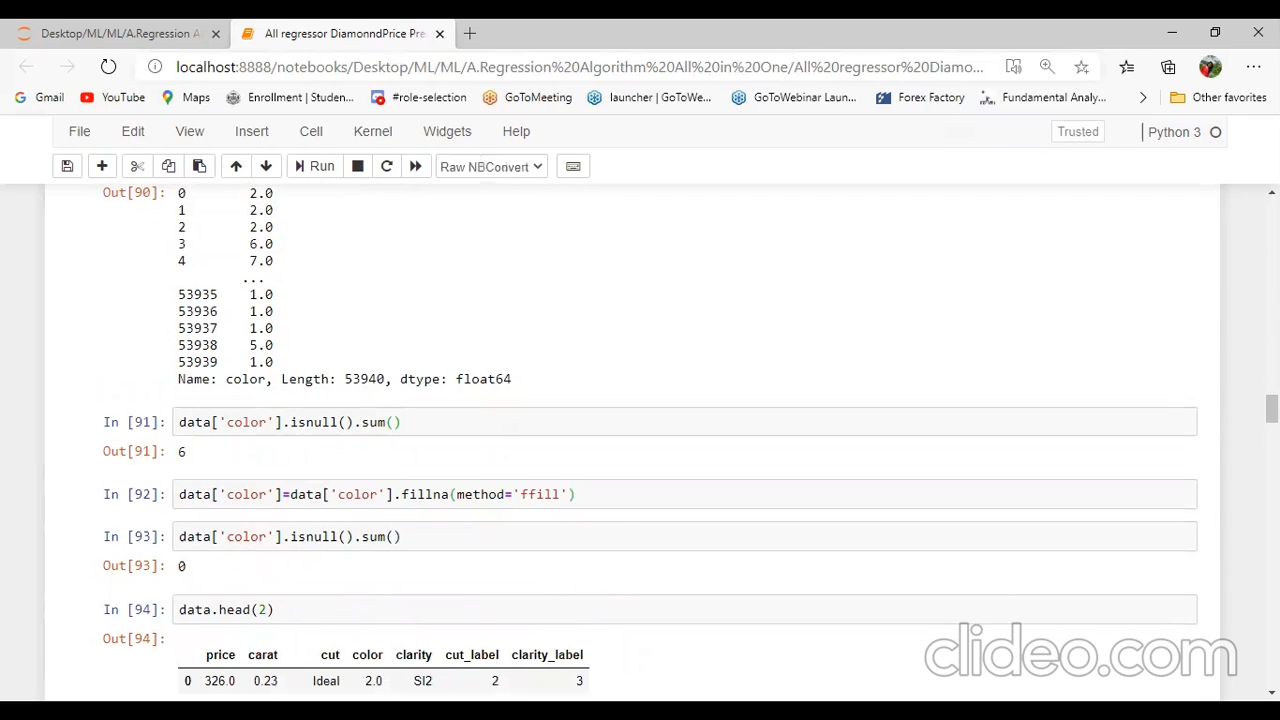 Desktop/ML/ML/A.Regression A
All regressor DiamonndPrice Pre
localhost:8888/notebooks/Desktop/ML/ML/A.Regression%20Algorithm%20All%20in%20One/All%20regressor%20Diamo...
Gmail YouTube Maps Enrollment | Studen... #role-selection GoToMeeting launcher | GoToWe... GoToWebinar Laun... Forex Factory Fundamental Analy... Other favorites
File Edit View Insert Cell Kernel Widgets Help Trusted Python 3
Run Raw NBConvert
Out[90]: 0 2.0
1 2.0
2 2.0
3 6.0
4 7.0
...
53935 1.0
53936 1.0
53937 1.0
53938 5.0
53939 1.0
Name: color, Length: 53940, dtype: float64
In [91]: data['color'].isnull().sum()
Out[91]: 6
In [92]: data['color']=data['color'].fillna(method='ffill')
In [93]: data['color'].isnull().sum()
Out[93]: 0
In [94]: data.head(2)
Out[94]:
price carat cut color clarity cut_label clarity_label
0 326.0 0.23 Ideal 2.0 SI2 2 3
clideo.com